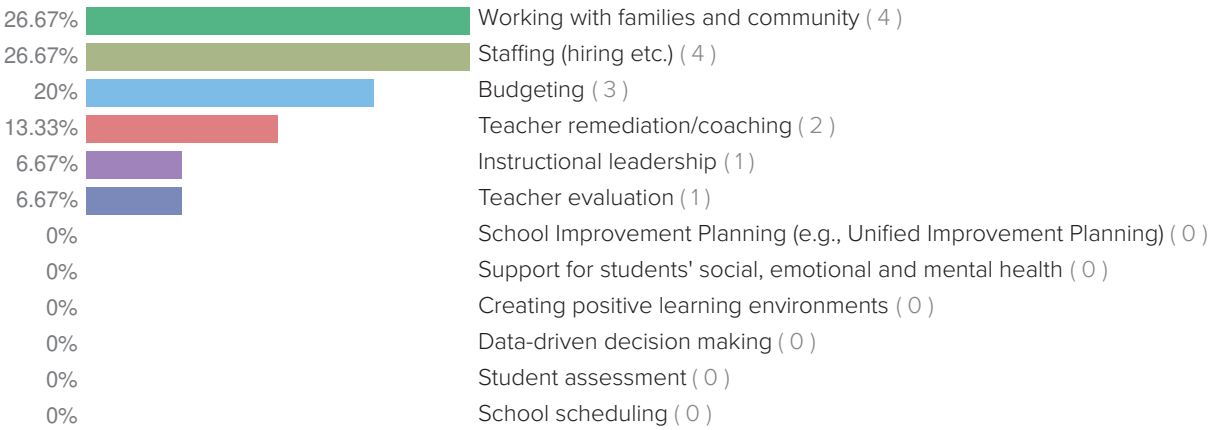 26.67% Working with families and community ( 4 )
26.67% Staffing (hiring etc.) ( 4 )
20% Budgeting ( 3 )
13.33% Teacher remediation/coaching ( 2 )
6.67% Instructional leadership ( 1 )
6.67% Teacher evaluation ( 1 )
0% School Improvement Planning (e.g., Unified Improvement Planning) ( 0 )
0% Support for students' social, emotional and mental health ( 0 )
0% Creating positive learning environments ( 0 )
0% Data-driven decision making ( 0 )
0% Student assessment ( 0 )
0% School scheduling ( 0 )